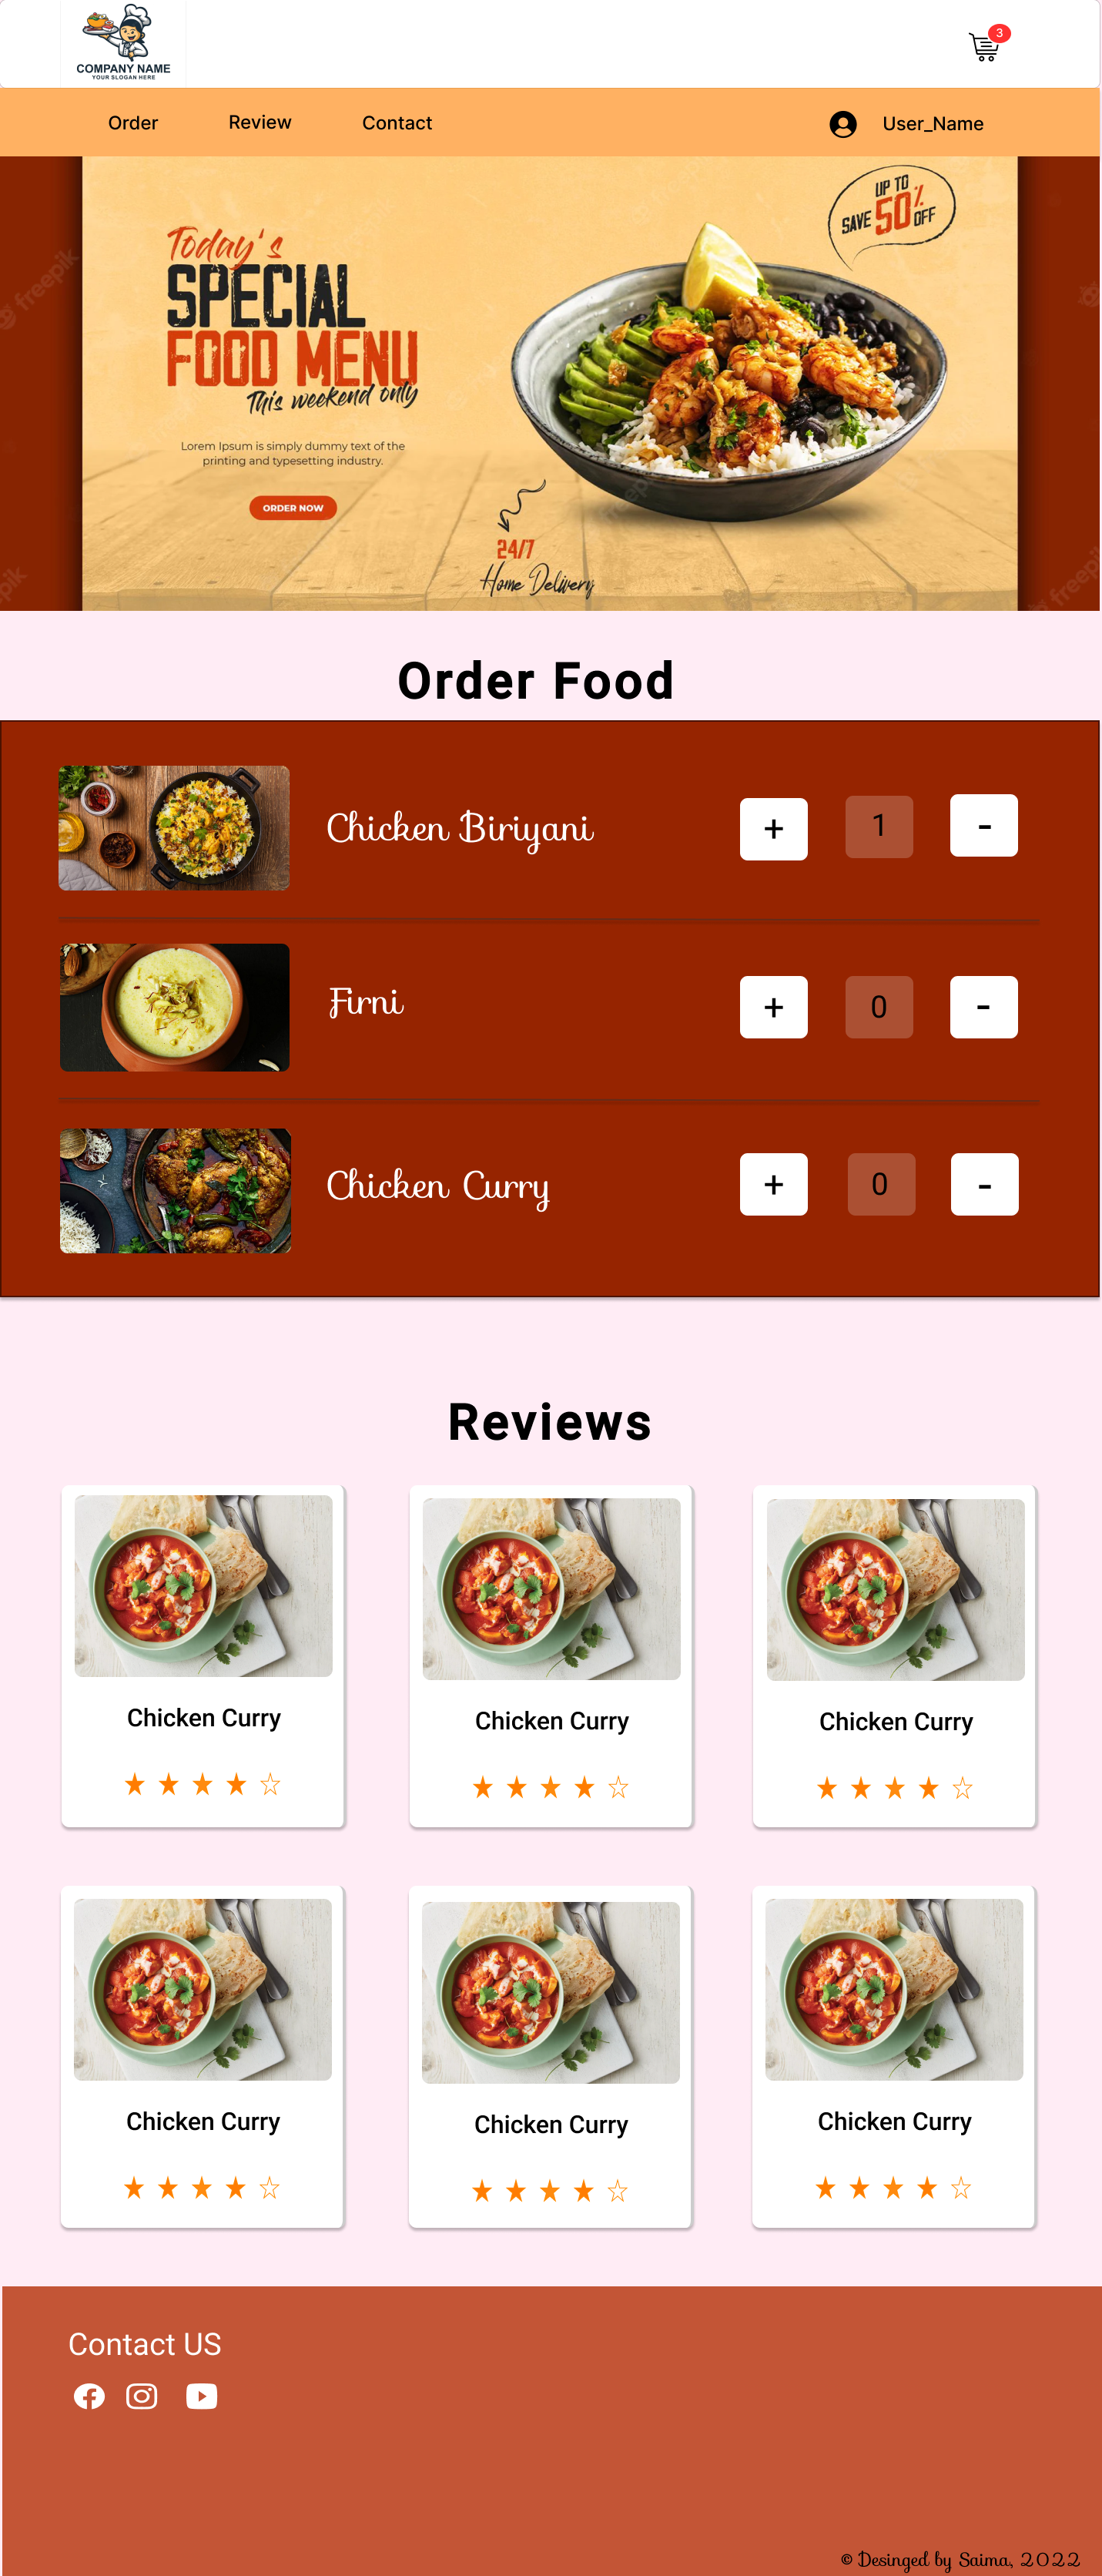 COMPANY NAME
YOUR SLOGAN HERE
3
Order Review Contact User_Name
UP TO
SAVE 50% OFF
Today's
SPECIAL
FOOD MENU
This weekend only
Lorem Ipsum is simply dummy text of the
printing and typesetting industry.
ORDER NOW
24/7
Home Delivery
freepik
freepik
Order Food
Chicken Biriyani + 1 -
Firni + 0 -
Chicken Curry + 0 -
Reviews
Chicken Curry Chicken Curry Chicken Curry
★ ★ ★ ★ ☆ ★ ★ ★ ★ ☆ ★ ★ ★ ★ ☆
Chicken Curry Chicken Curry Chicken Curry
★ ★ ★ ★ ☆ ★ ★ ★ ★ ☆ ★ ★ ★ ★ ☆
Contact US
© Desinged by Saima, 2022